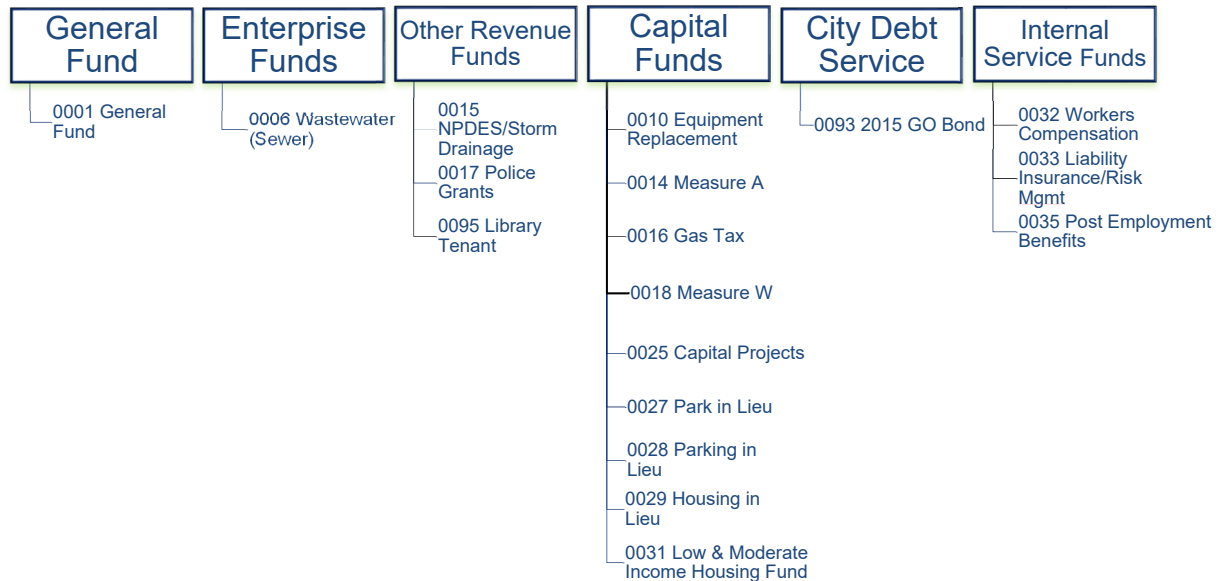 General
Fund
0001 General
Fund
Enterprise
Funds
0006 Wastewater
(Sewer)
Other Revenue
Funds
0015
NPDES/Storm
Drainage
0017 Police
Grants
0095 Library
Tenant
Capital
Funds
0010 Equipment
Replacement
0014 Measure A
0016 Gas Tax
0018 Measure W
0025 Capital Projects
0027 Park in Lieu
0028 Parking in
Lieu
0029 Housing in
Lieu
0031 Low & Moderate
Income Housing Fund
City Debt
Service
0093 2015 GO Bond
Internal
Service Funds
0032 Workers
Compensation
0033 Liability
Insurance/Risk
Mgmt
0035 Post Employment
Benefits